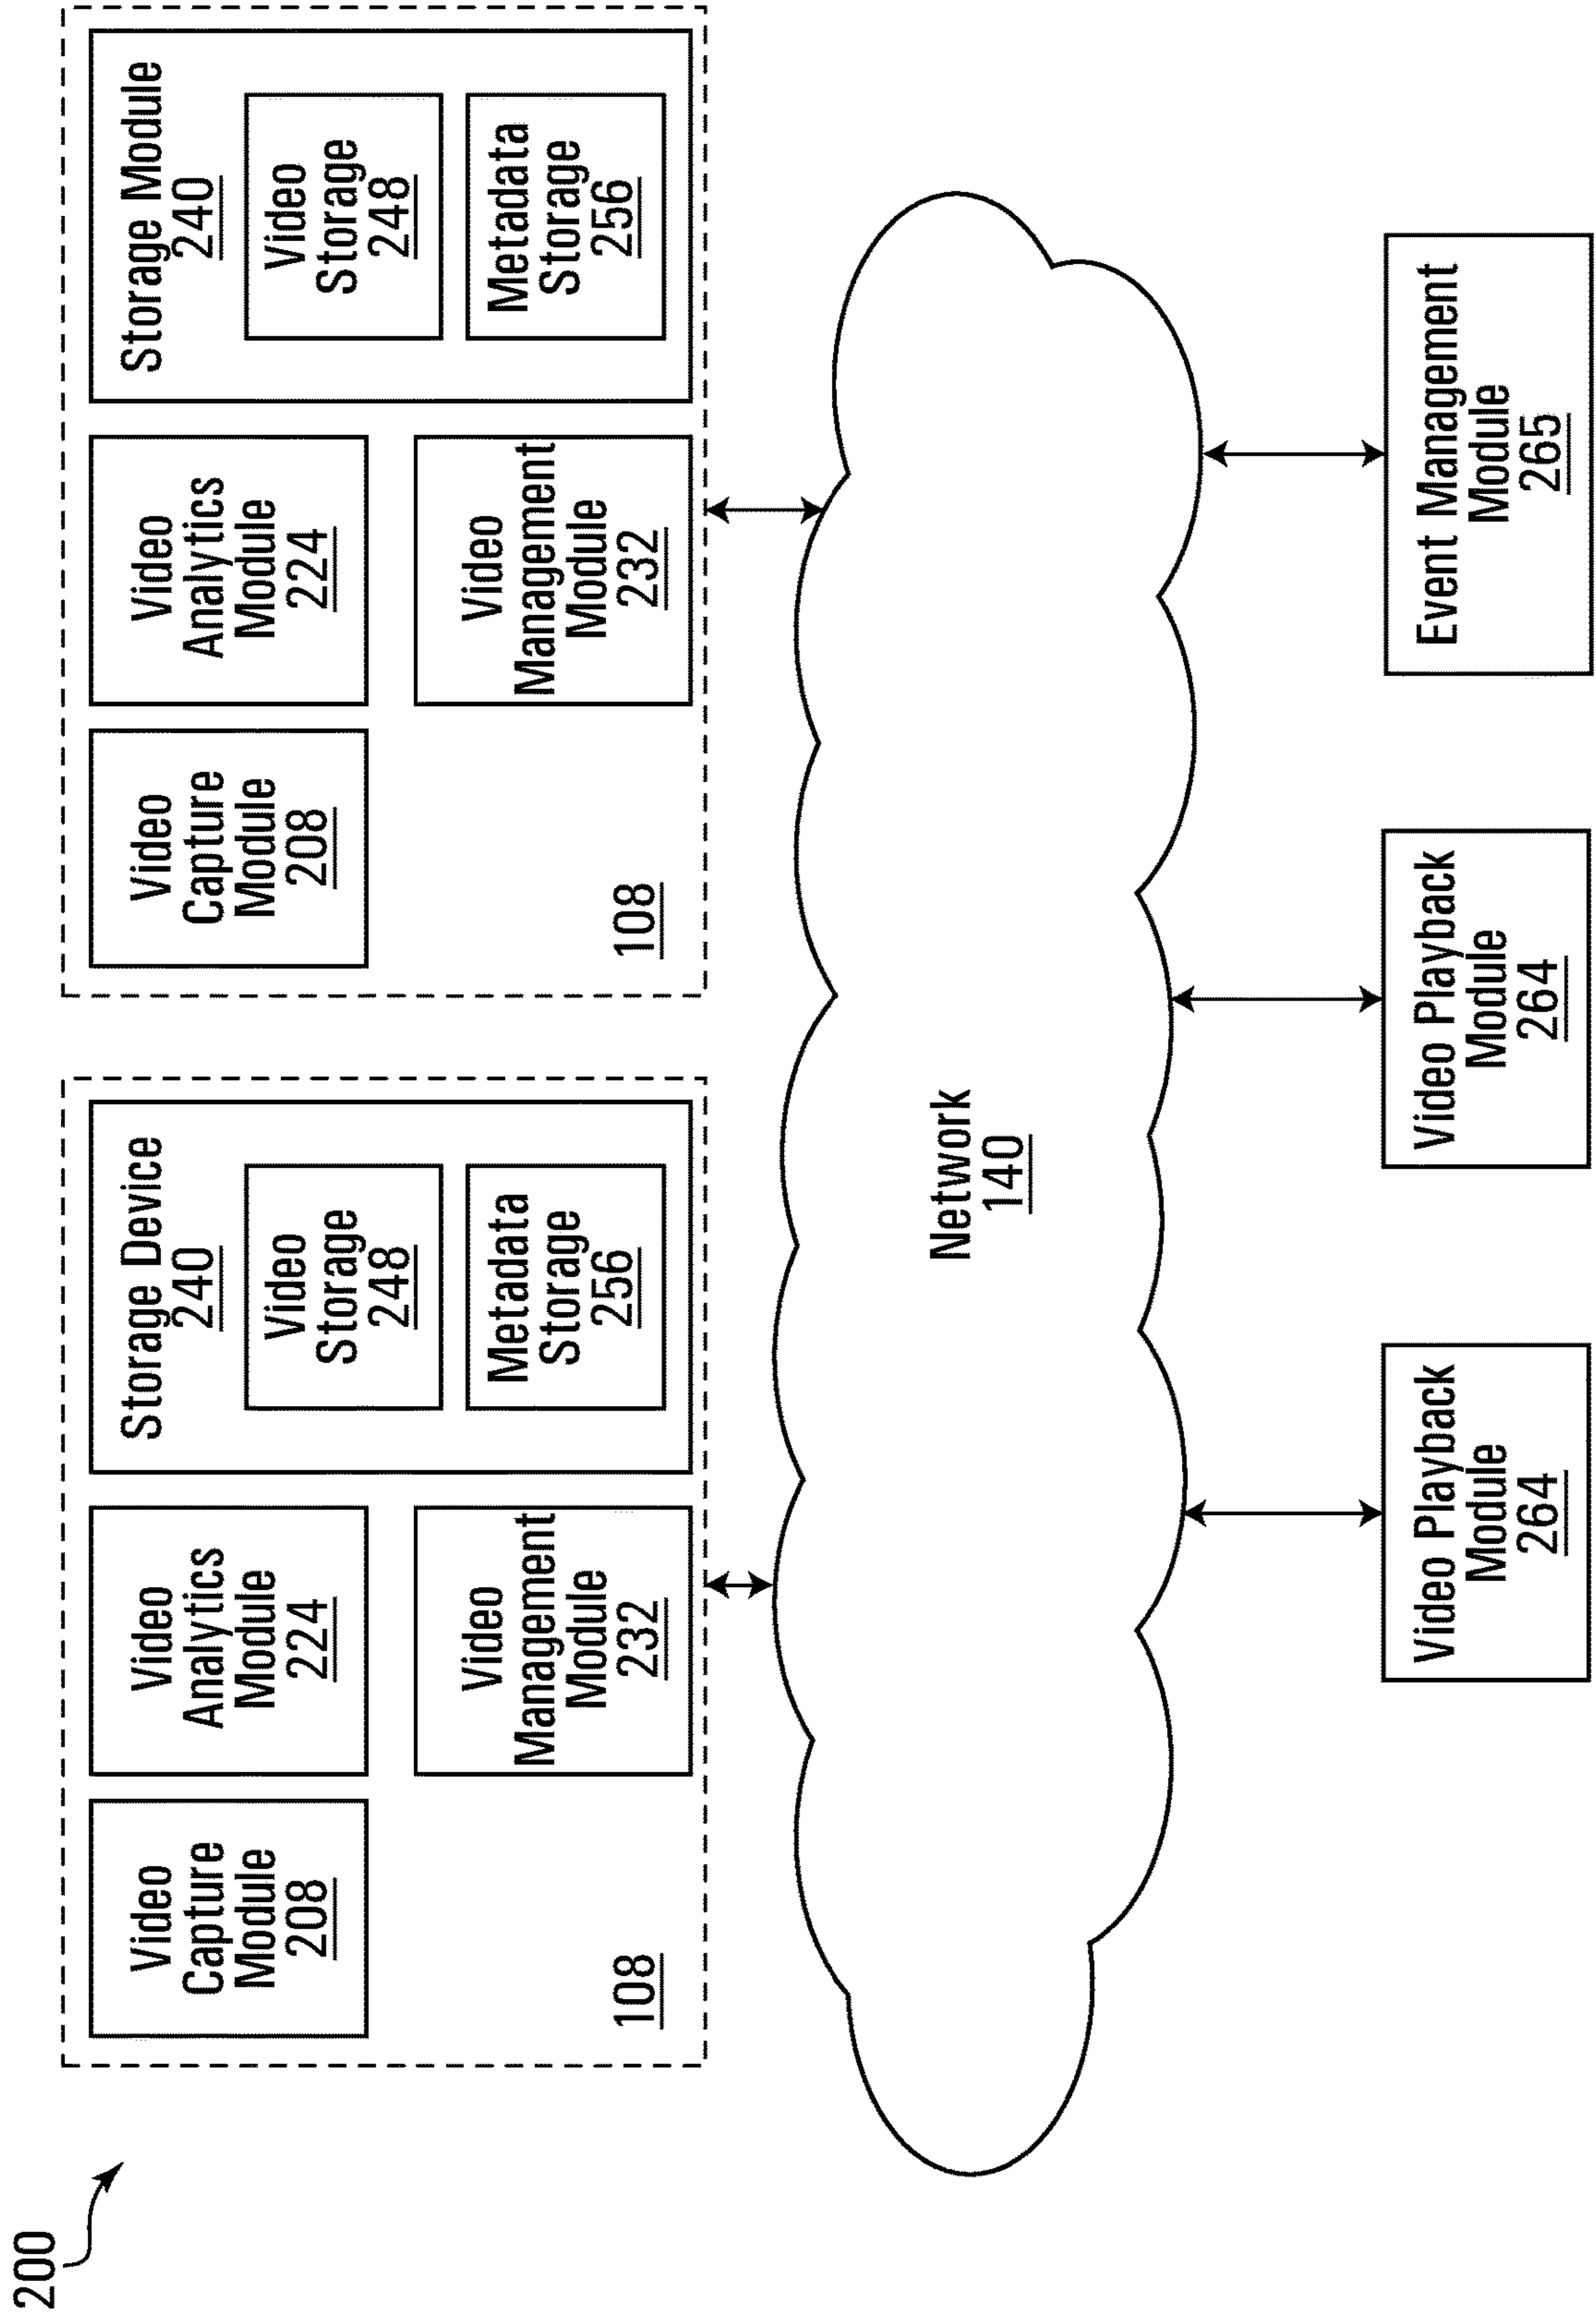 200
Video
Capture
Module
208
Video
Analytics
Module
224
Video
Management
Module
232
108
Storage Device
240
Video
Storage
248
Metadata
Storage
256
Video
Capture
Module
208
Video
Analytics
Module
224
Video
Management
Module
232
108
Storage Module
240
Video
Storage
248
Metadata
Storage
256
Network
140
Video Playback
Module
264
Video Playback
Module
264
Event Management
Module
265